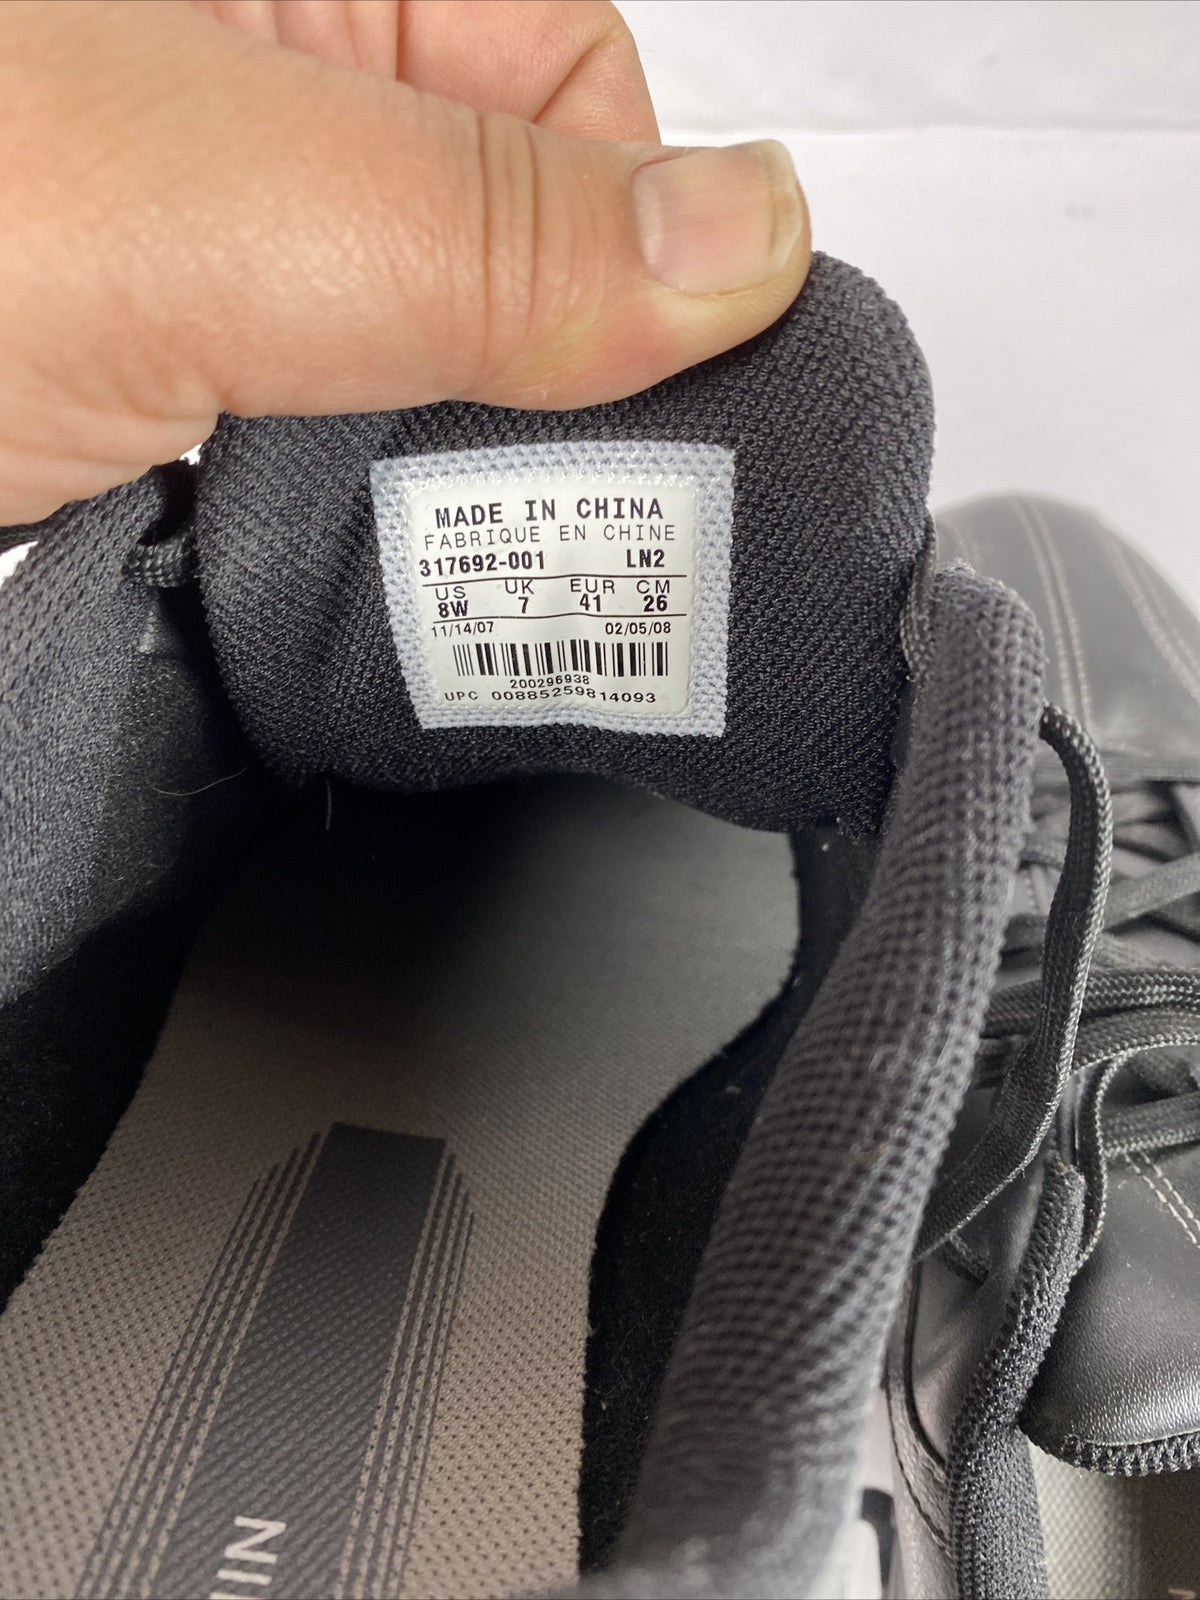 MADE IN CHINA
FABRIQUE EN CHINE
317692-001 LN2
US UK EUR CM
8W 7 41 26
11/14/07 02/05/08
200296938
UPC 00885259814093